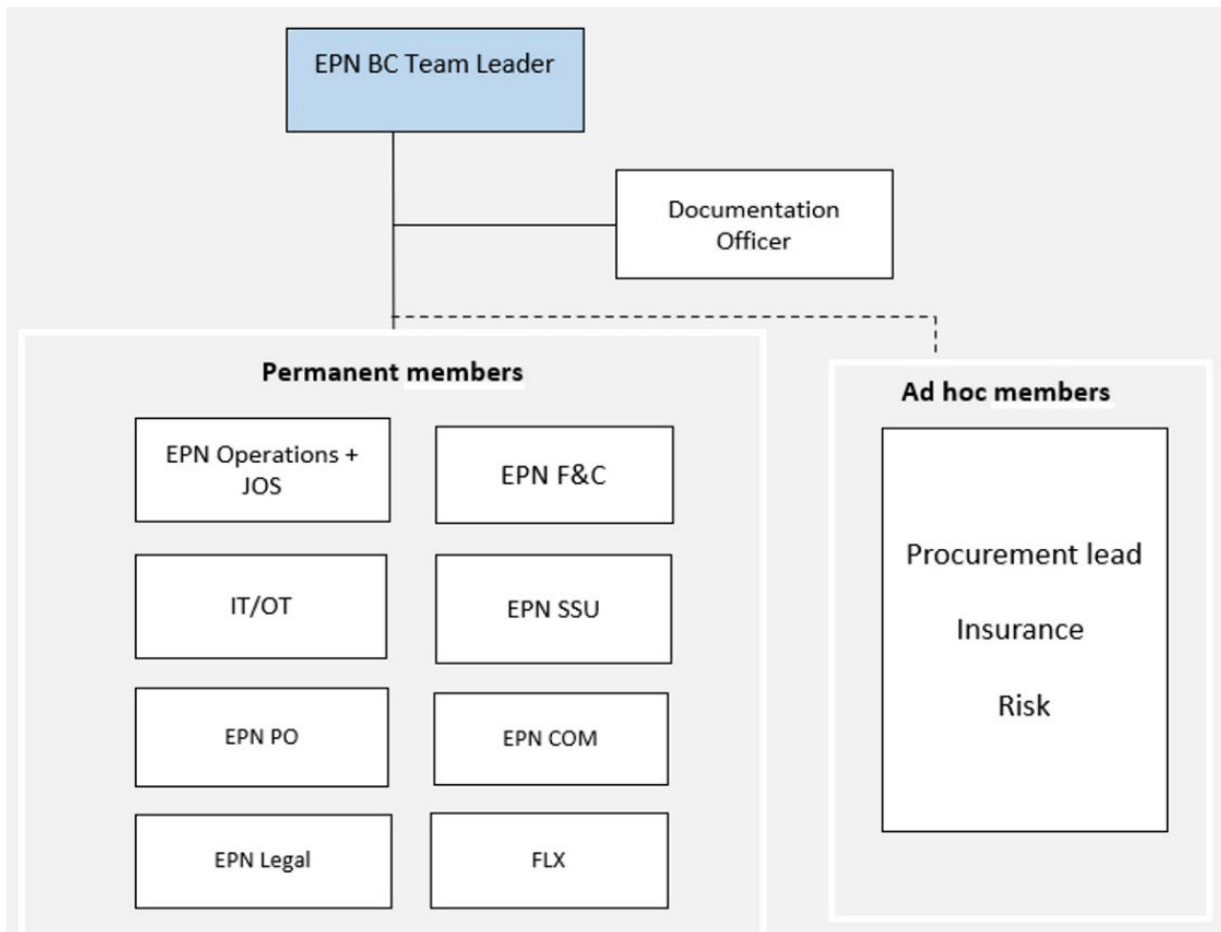 EPN BC Team Leader
Documentation
Officer
Permanent members
EPN Operations +
JOS
EPN F&C
IT/OT
EPN SSU
EPN PO
EPN COM
EPN Legal
FLX
Ad hoc members
Procurement lead
Insurance
Risk